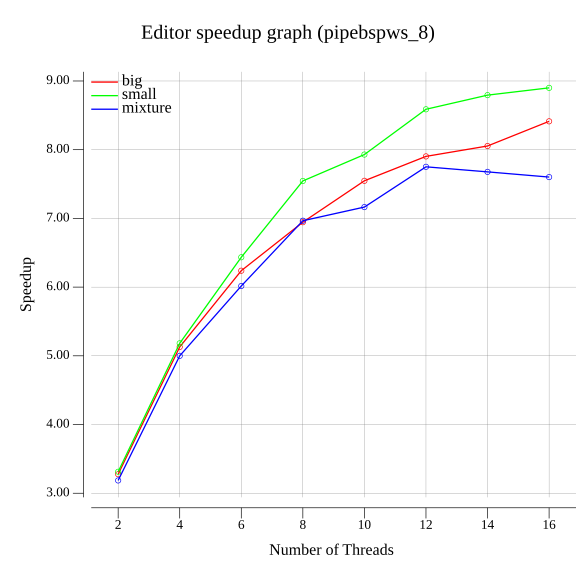 Editor speedup graph (pipebspws_8)
big
small
mixture
9.00
8.00
7.00
6.00
5.00
4.00
3.00
Speedup
2 4 6 8 10 12 14 16
Number of Threads